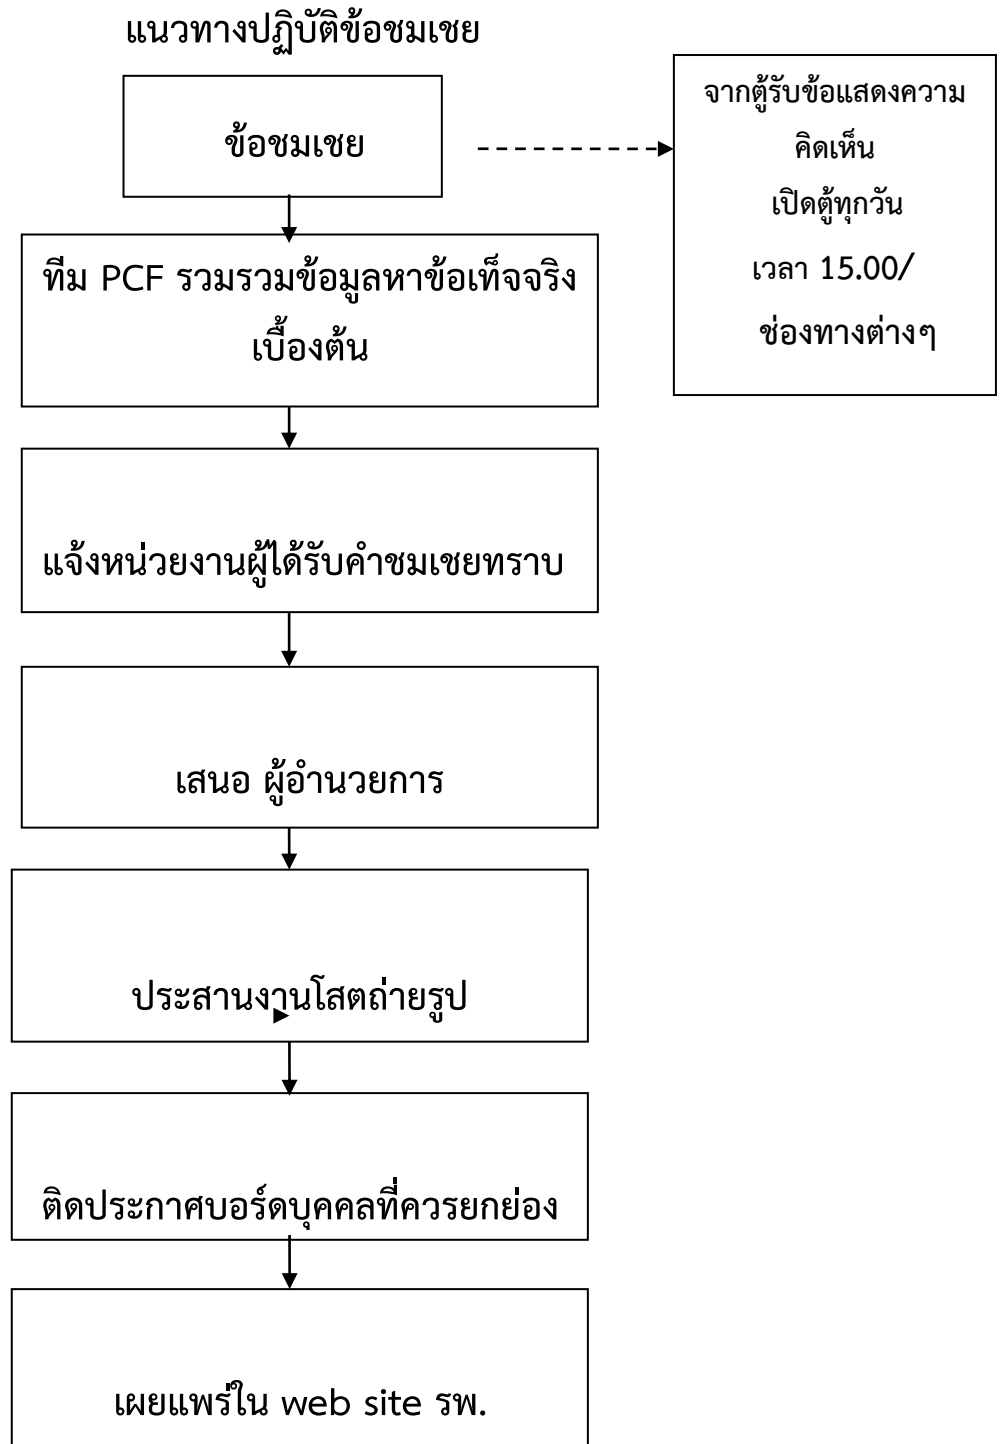 แนวทางปฏิบัติข้อชมเชย
ข้อชมเชย
จากตู้รับข้อแสดงความ
คิดเห็น
เปิดตู้ทุกวัน
เวลา 15.00/
ช่องทางต่างๆ
ทีม PCF รวมรวมข้อมูลหาข้อเท็จจริง
เบื้องต้น
แจ้งหน่วยงานผู้ได้รับคำชมเชยทราบ
เสนอ ผู้อำนวยการ
ประสานงานโสตถ่ายรูป
ติดประกาศบอร์ดบุคคลที่ควรยกย่อง
เผยแพร่ใน web site รพ.